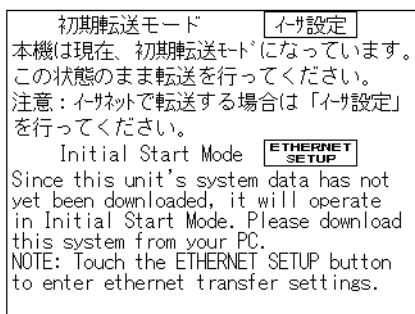 初期転送モード　イーサ設定
本機は現在、初期転送モードになっています。
この状態のまま転送を行ってください。
注意：イーサネットで転送する場合は「イーサ設定」
を行ってください。
Initial Start Mode ETHERNET SETUP
Since this unit's system data has not
yet been downloaded, it will operate
in Initial Start Mode. Please download
this system from your PC.
NOTE: Touch the ETHERNET SETUP button
to enter ethernet transfer settings.